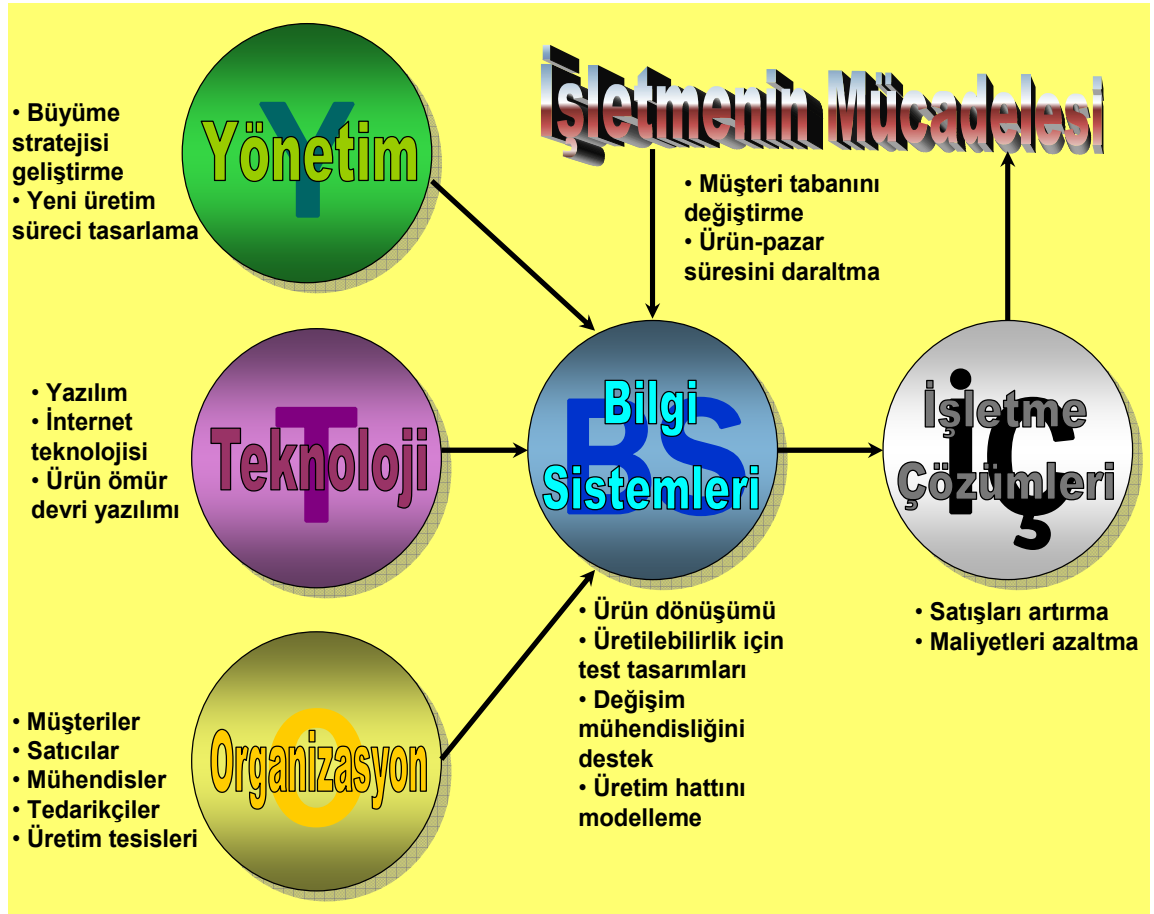 İşletmenin Mücadelesi
• Büyüme
stratejisi
geliştirme
• Yeni üretim
süreci tasarlama
Y
Yönetim
• Müşteri tabanını
değiştirme
• Ürün-pazar
süresini daraltma
• Yazılım
• İnternet
teknolojisi
• Ürün ömür
devri yazılımı
T
Teknoloji
BS
Bilgi
Sistemleri
İÇ
İşletme
Çözümleri
• Ürün dönüşümü
• Üretilebilirlik için
test tasarımları
• Değişim
mühendisliğini
destek
• Üretim hattını
modelleme
• Satışları artırma
• Maliyetleri azaltma
• Müşteriler
• Satıcılar
• Mühendisler
• Tedarikçiler
• Üretim tesisleri
O
Organizasyon